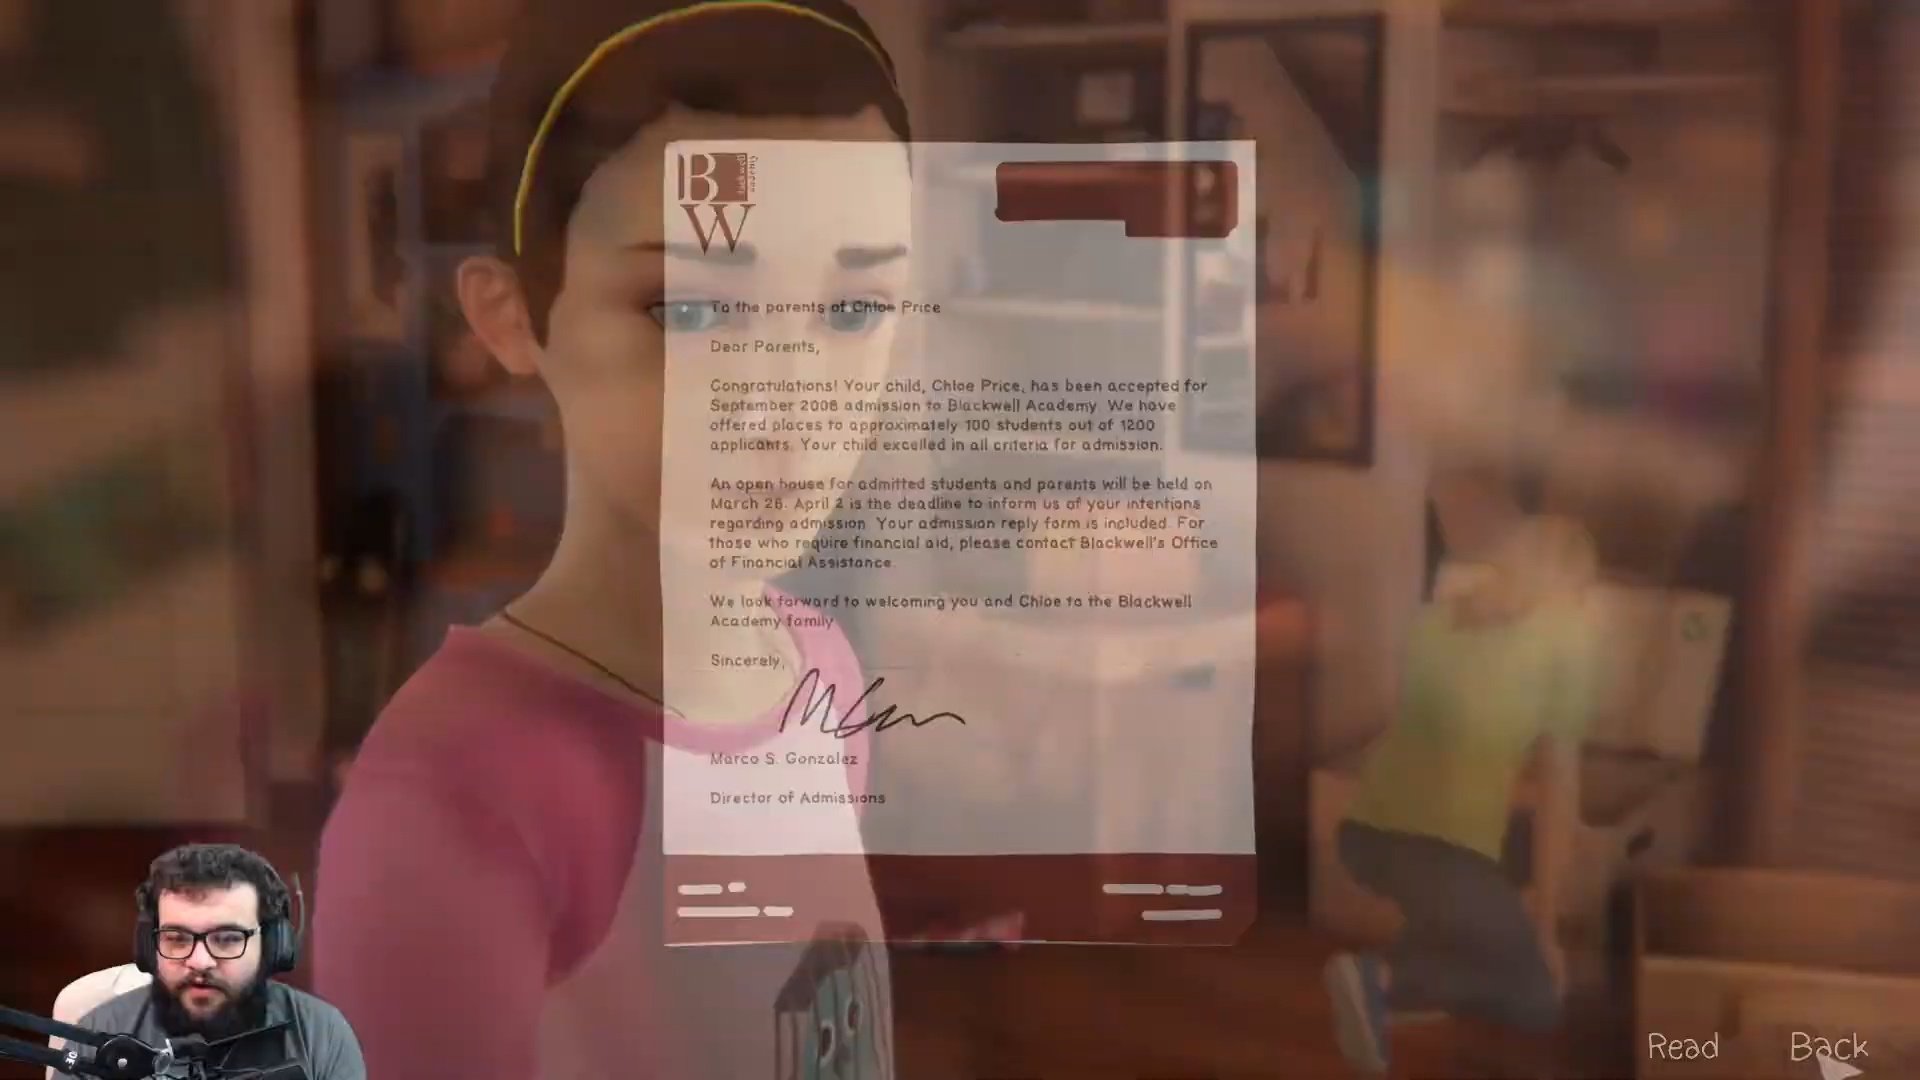 B
W
Blackwell
Academy
To the parents of Chloe Price
Dear Parents,
Congratulations! Your child, Chloe Price, has been accepted for
September 2008 admission to Blackwell Academy. We have
offered places to approximately 100 students out of 1200
applicants. Your child excelled in all criteria for admission.
An open house for admitted students and parents will be held on
March 26. April 2 is the deadline to inform us of your intentions
regarding admission. Your admission reply form is included. For
those who require financial aid, please contact Blackwell's Office
of Financial Assistance.
We look forward to welcoming you and Chloe to the Blackwell
Academy family
Sincerely,
Marco S. Gonzalez
Director of Admissions
Read Back